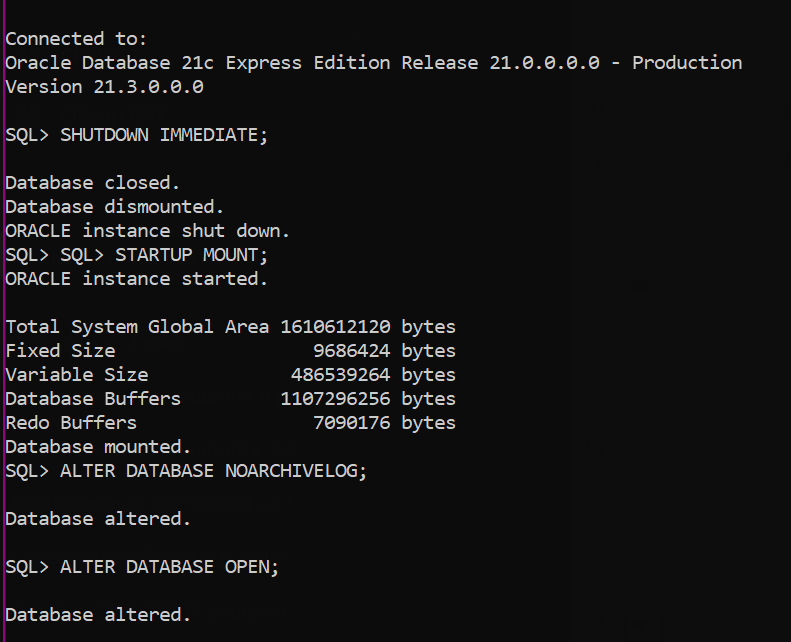 Connected to:
Oracle Database 21c Express Edition Release 21.0.0.0.0 - Production
Version 21.3.0.0.0
SQL> SHUTDOWN IMMEDIATE;
Database closed.
Database dismounted.
ORACLE instance shut down.
SQL> SQL> STARTUP MOUNT;
ORACLE instance started.
Total System Global Area 1610612120 bytes
Fixed Size                  9686424 bytes
Variable Size             486539264 bytes
Database Buffers         1107296256 bytes
Redo Buffers                7090176 bytes
Database mounted.
SQL> ALTER DATABASE NOARCHIVELOG;
Database altered.
SQL> ALTER DATABASE OPEN;
Database altered.